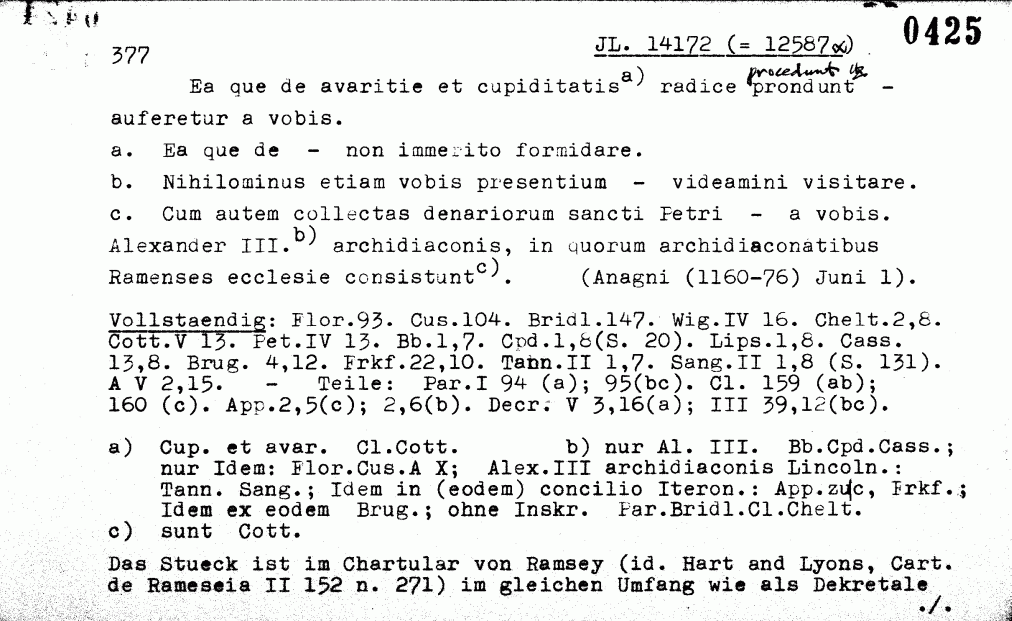 0425
377 JL. 14172 (= 12587α)
procedunt
Ea que de avaritie et cupiditatis a) radice prondunt -
auferetur a vobis.
a. Ea que de - non immerito formidare.
b. Nihilominus etiam vobis presentium - videamini visitare.
c. Cum autem collectas denariorum sancti Petri - a vobis.
Alexander III. b) archidiaconis, in quorum archidiaconatibus
Ramenses ecclesie consistunt c). (Anagni (1160-76) Juni 1).
Vollstaendig: Flor.93. Cus.104. Bridl.147. Wig.IV 16. Chelt.2,8.
Cott.V 13. Pet.IV 13. Bb.1,7. Cpd.1,8(S. 20). Lips.1,8. Cass.
13,8. Brug. 4,12. Frkf.22,10. Tann.II 1,7. Sang.II 1,8 (S. 131).
A V 2,15. - Teile: Par.I 94 (a); 95(bc). Cl. 159 (ab);
160 (c). App.2,5(c); 2,6(b). Decr. V 3,16(a); III 39,12(bc).
a) Cup. et avar. Cl.Cott. b) nur Al. III. Bb.Cpd.Cass.;
nur Idem: Flor.Cus.A X; Alex.III archidiaconis Lincoln.:
Tann. Sang.; Idem in (eodem) concilio Iteron.: App.zuc, Frkf.;
Idem ex eodem Brug.; ohne Inskr. Par.Bridl.Cl.Chelt.
c) sunt Cott.
Das Stueck ist im Chartular von Ramsey (id. Hart and Lyons, Cart.
de Rameseia II 152 n. 271) im gleichen Umfang wie als Dekretale
./.